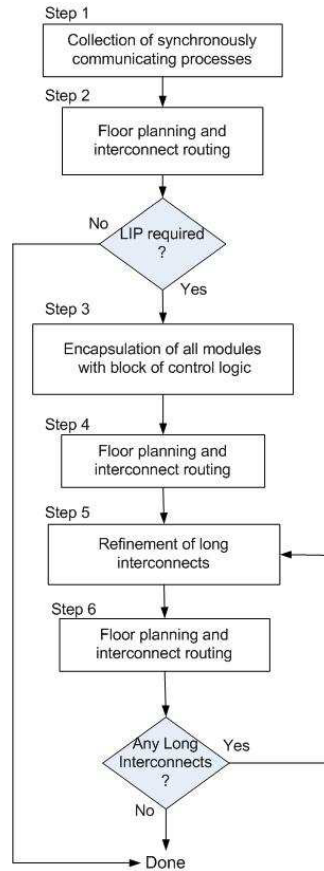 Step 1
Collection of synchronously
communicating processes
Step 2
Floor planning and
interconnect routing
No
LIP required
?
Yes
Step 3
Encapsulation of all modules
with block of control logic
Step 4
Floor planning and
interconnect routing
Step 5
Refinement of long
interconnects
Step 6
Floor planning and
interconnect routing
Any Long
Interconnects
?
Yes
No
Done